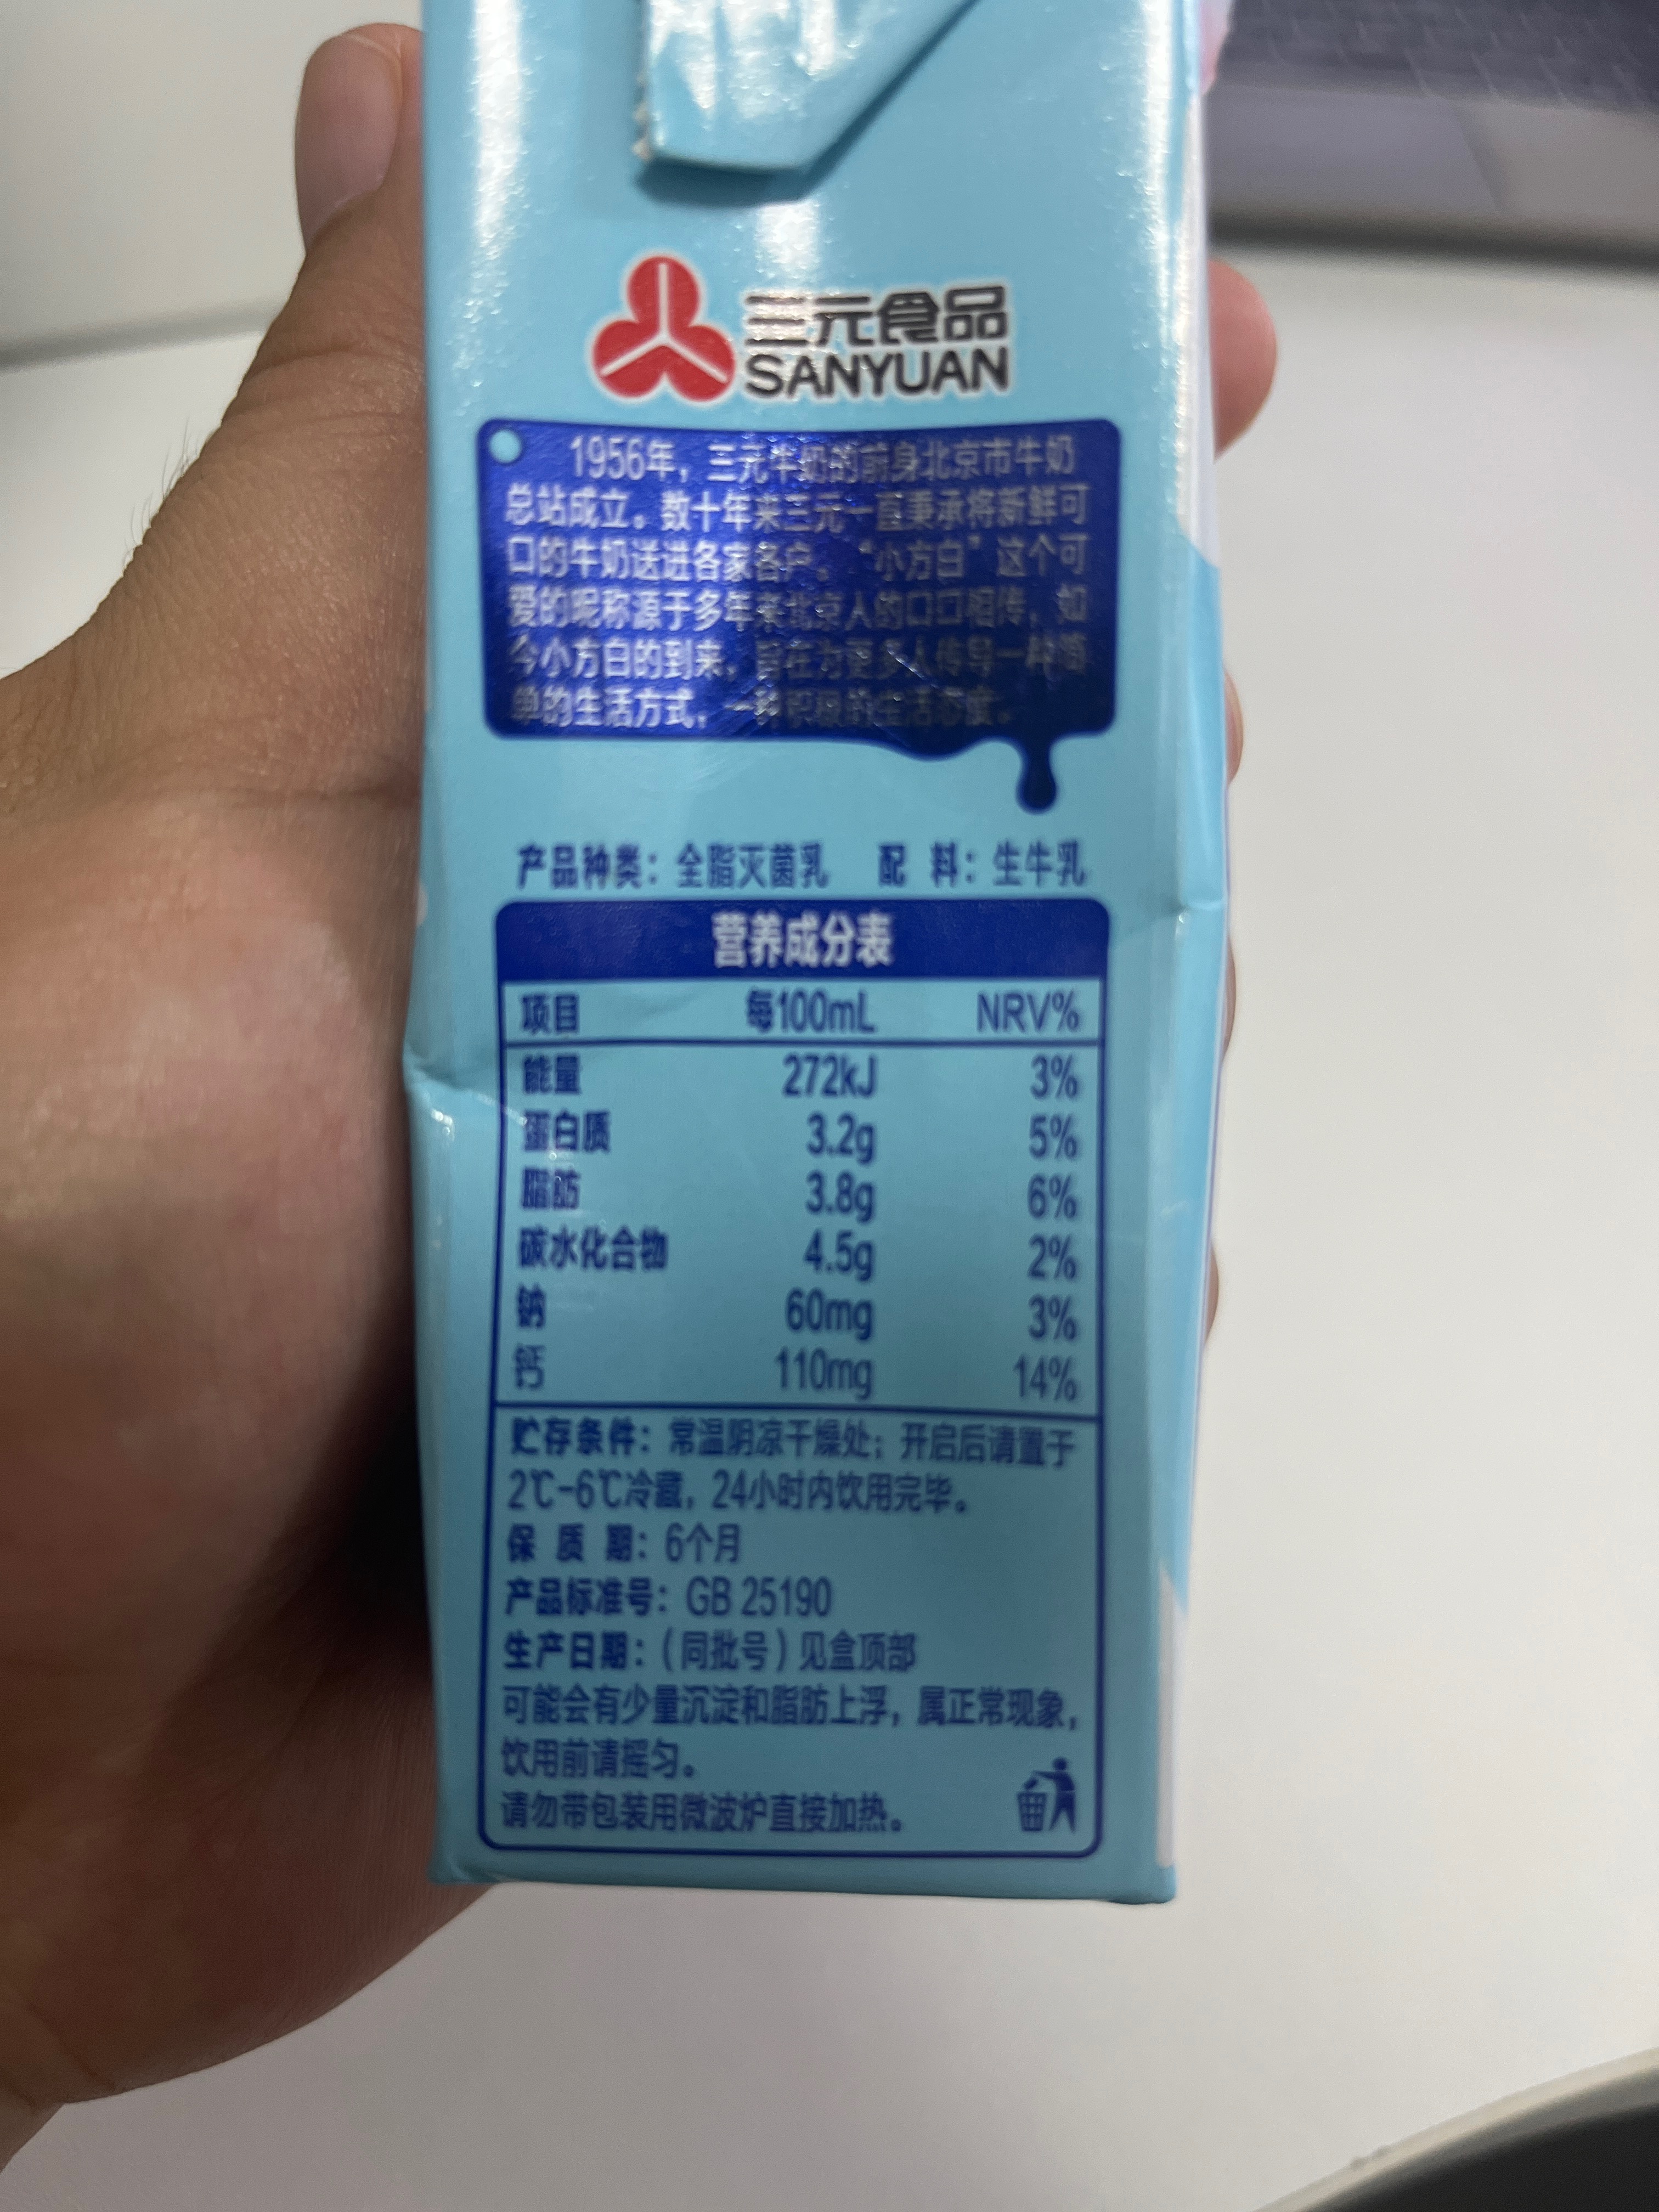 三元食品
SANYUAN
1956年，三元牛奶的前身北京市牛奶
总站成立。数十年来三元一直秉承将新鲜可
口的牛奶送进各家各户。“小方白”这个可
爱的昵称源于多年来北京人的口口相传，如
今小方白的到来，旨在为更多人传导一种简
单的生活方式，一种积极的生活态度。
产品种类：全脂灭菌乳 配 料：生牛乳
营养成分表
项目 每100mL NRV%
能量 272kJ 3%
蛋白质 3.2g 5%
脂肪 3.8g 6%
碳水化合物 4.5g 2%
钠 60mg 3%
钙 110mg 14%
贮存条件：常温阴凉干燥处；开启后请置于
2℃-6℃冷藏，24小时内饮用完毕。
保 质 期：6个月
产品标准号：GB 25190
生产日期：（同批号）见盒顶部
可能会有少量沉淀和脂肪上浮，属正常现象，
饮用前请摇匀。
请勿带包装用微波炉直接加热。